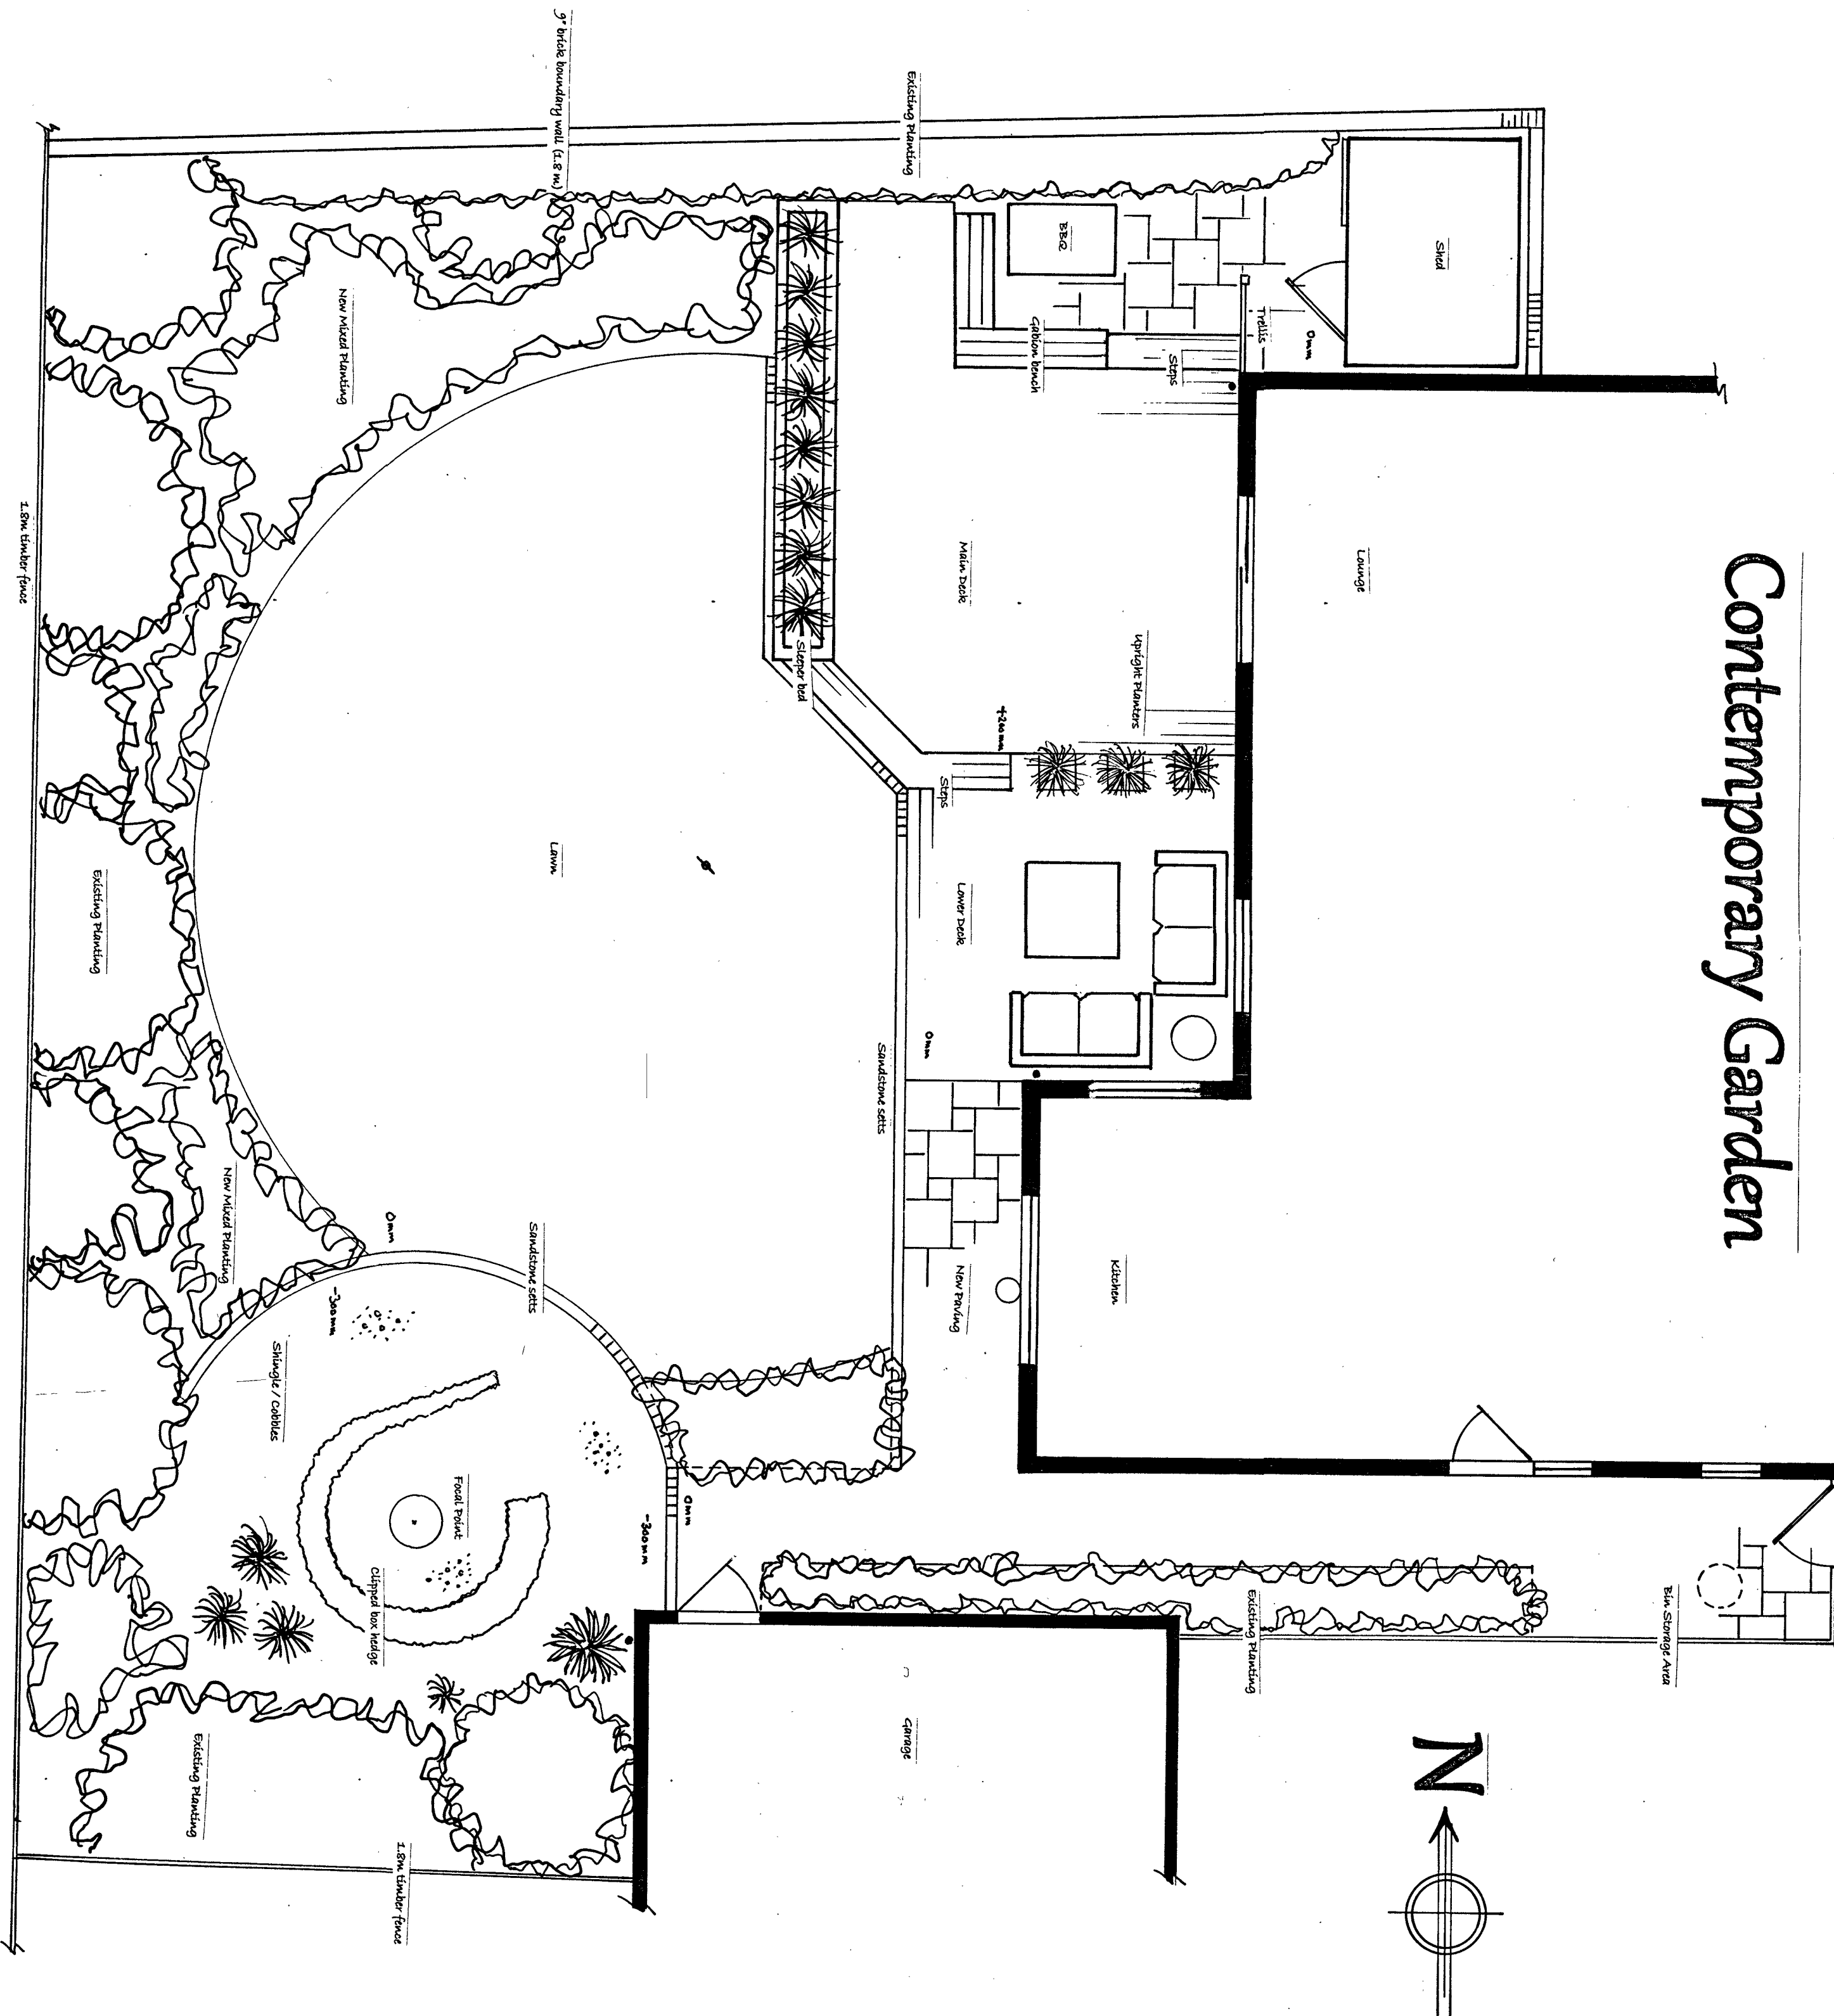 Contemporary Garden
9" brick boundary wall (1.8 m)
Existing Planting
Shed
BBQ
Trellis
0mm
Steps
Gabion bench
New Mixed Planting
Lounge
Main Deck
Upright Planters
+200mm
Sleeper bed
Steps
1.8m timber fence
Lawn
Lower Deck
Existing Planting
0mm
Sandstone setts
Kitchen
New Paving
New Mixed Planting
0mm
Sandstone setts
-300mm
Shingle / Cobbles
Focal Point
0mm
-300mm
Clipped box hedge
Existing Planting
Bin Storage Area
Garage
Existing Planting
1.8m timber fence
N